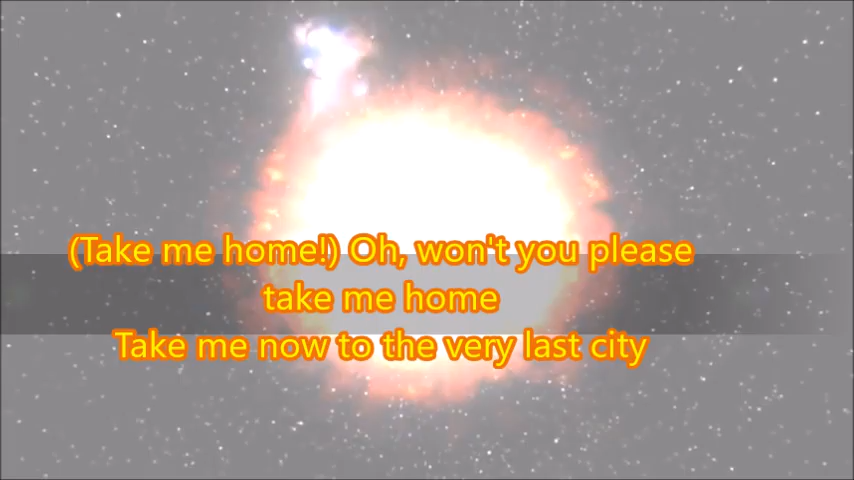 (Take me home!) Oh, won't you please
take me home
Take me now to the very last city